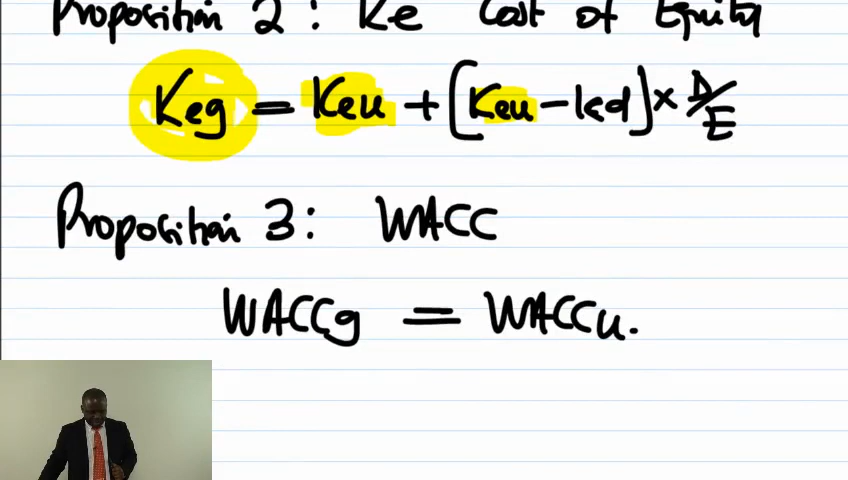 Proposition 2: Ke Cost of Equity
Keg = Keu + [Keu - kd] × D/E
Proposition 3: WACC
WACCg = WACCu.